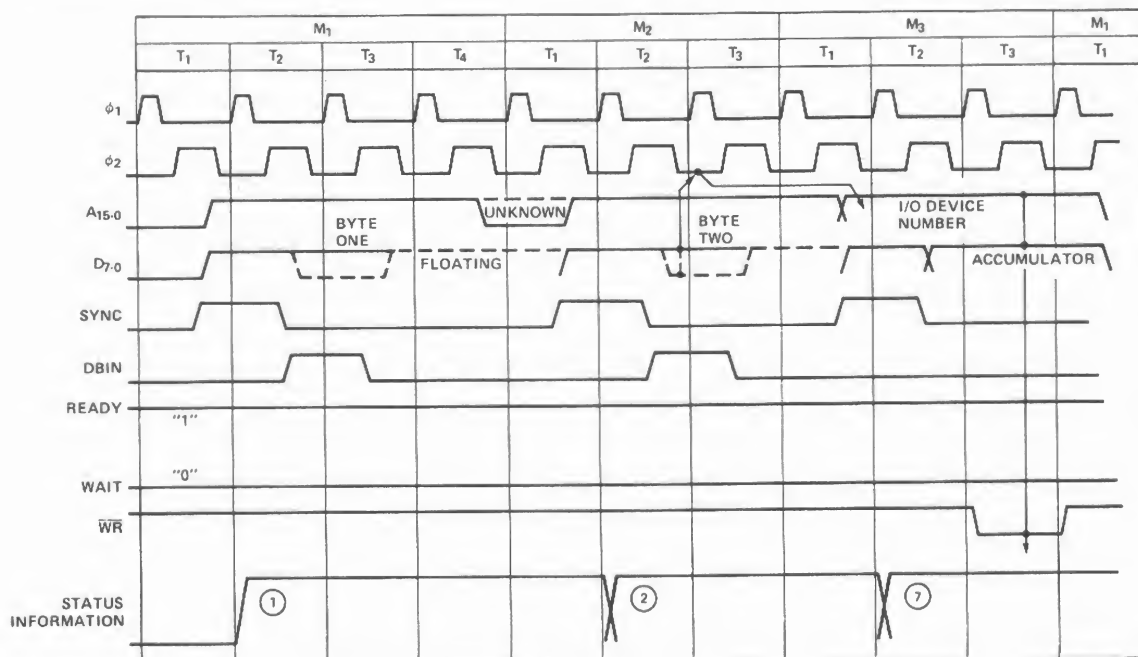 M₁ M₂ M₃ M₁
T₁ T₂ T₃ T₄ T₁ T₂ T₃ T₁ T₂ T₃ T₁
ϕ₁
ϕ₂
A₁₅₋₀
UNKNOWN
I/O DEVICE
NUMBER
BYTE
ONE
BYTE
TWO
D₇₋₀
FLOATING
ACCUMULATOR
SYNC
DBIN
READY
"1"
"0"
WAIT
W̅R̅
STATUS
INFORMATION
1
2
7